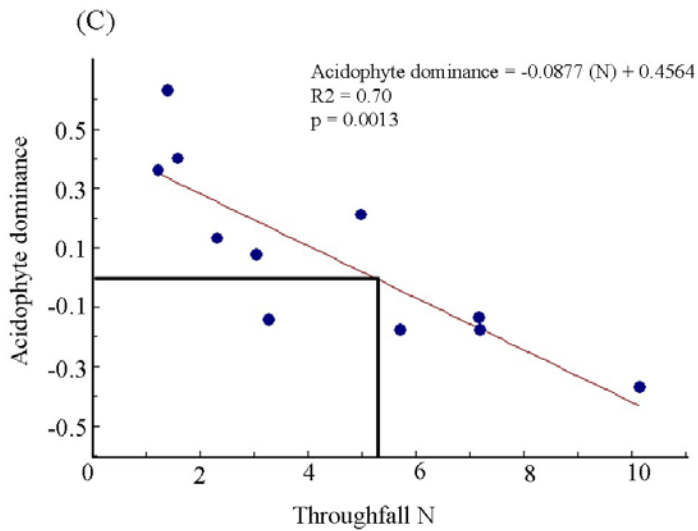 (C)
Acidophyte dominance = -0.0877 (N) + 0.4564
R2 = 0.70
p = 0.0013
Acidophyte dominance
0.5
0.3
0.1
-0.1
-0.3
-0.5
0 2 4 6 8 10
Throughfall N